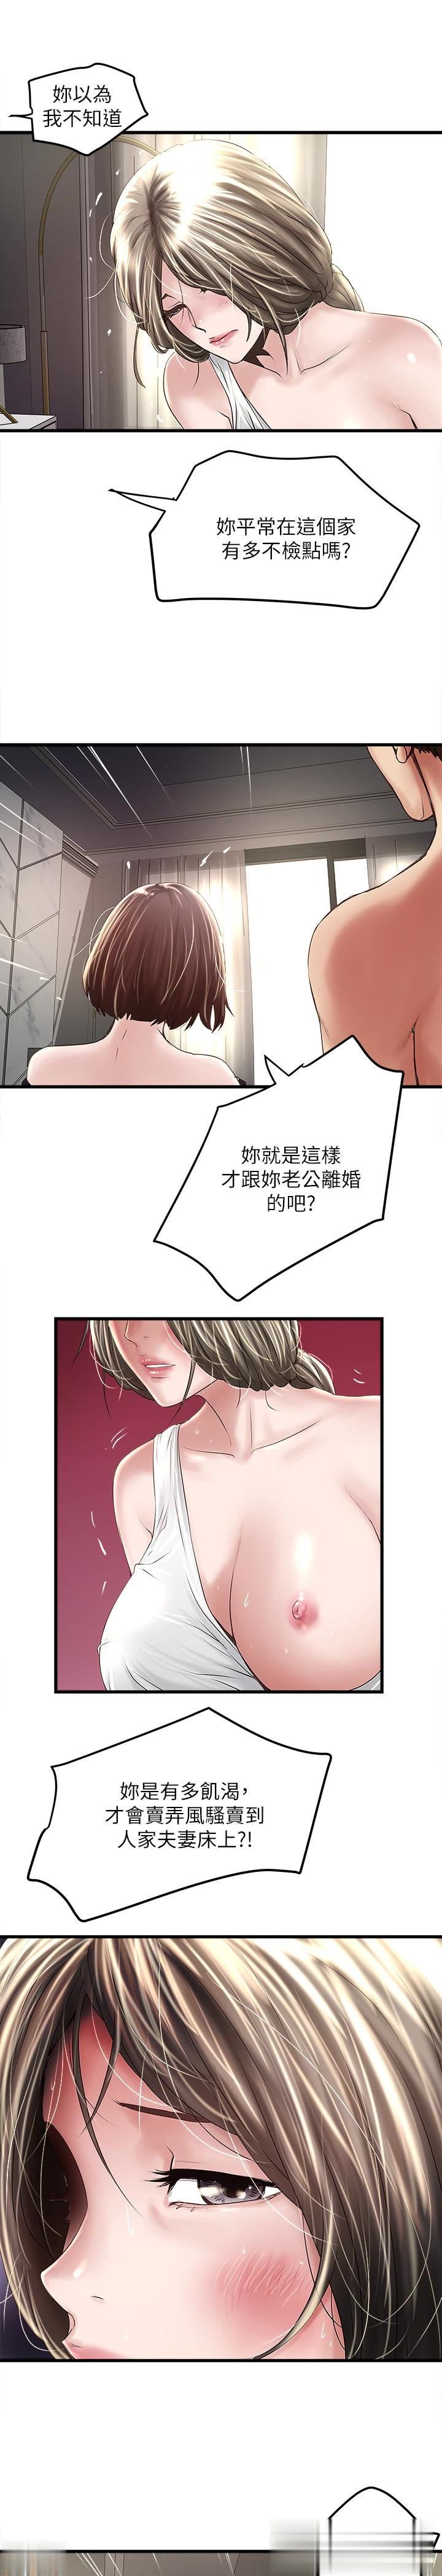 妳以為
我不知道
妳平常在這個家
有多不檢點嗎?
妳就是這樣
才跟妳老公離婚
的吧?
妳是有多飢渴，
才會賣弄風騷賣到
人家夫妻床上?!